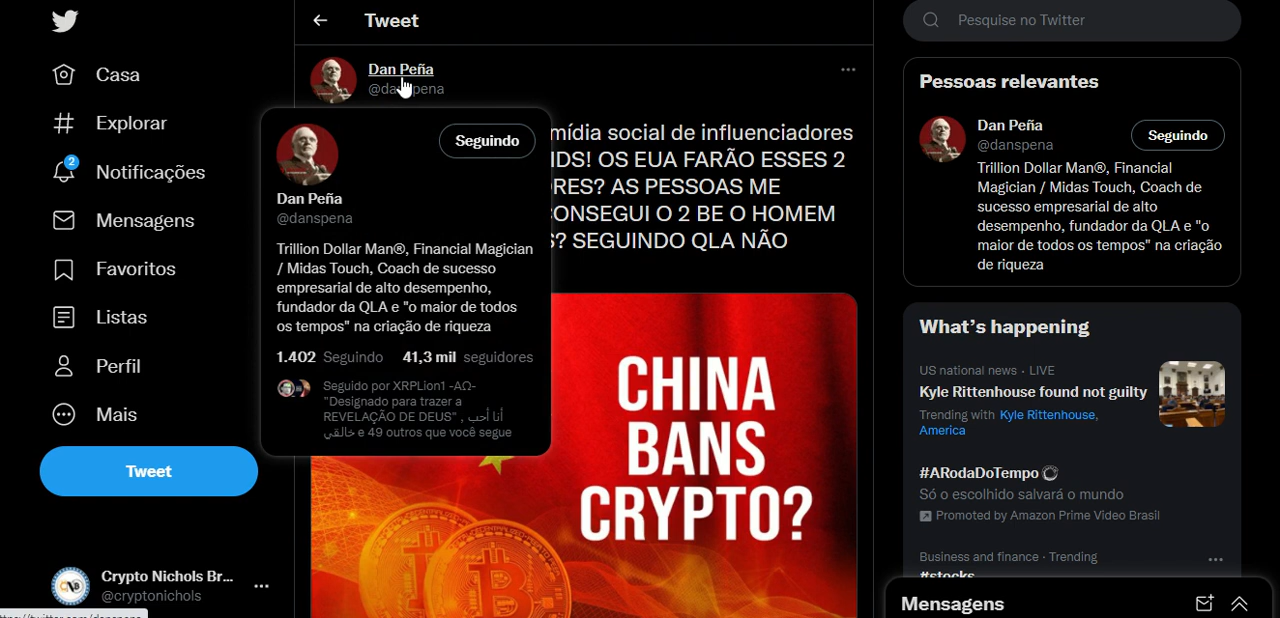 Tweet
Pesquise no Twitter
Casa
Explorar
2
Notificações
Mensagens
Favoritos
Listas
Perfil
Mais
Tweet
Crypto Nichols Br...
@cryptonichols
Dan Peña
mídia social de influenciadores
OS EUA FARÃO ESSES 2
AS PESSOAS ME
O 2 BE O HOMEM
SEGUINDO QLA NÃO
Seguindo
Dan Peña
@danspena
Trillion Dollar Man®, Financial Magician
/ Midas Touch, Coach de sucesso
empresarial de alto desempenho,
fundador da QLA e "o maior de todos
os tempos" na criação de riqueza
1.402 Seguindo 41,3 mil seguidores
Seguido por XRPLion1 -AΩ-
"Designado para trazer a
REVELAÇÃO DE DEUS" , أنا أحب
خالقي e 49 outros que você segue
CHINA
BANS
CRYPTO?
Pessoas relevantes
Dan Peña
@danspena
Seguindo
Trillion Dollar Man®, Financial
Magician / Midas Touch, Coach de
sucesso empresarial de alto
desempenho, fundador da QLA e "o
maior de todos os tempos" na criação
de riqueza
What's happening
US national news · LIVE
Kyle Rittenhouse found not guilty
Trending with Kyle Rittenhouse,
America
#ARodaDoTempo
Só o escolhido salvará o mundo
Promoted by Amazon Prime Video Brasil
Business and finance · Trending
#stocks
Mensagens